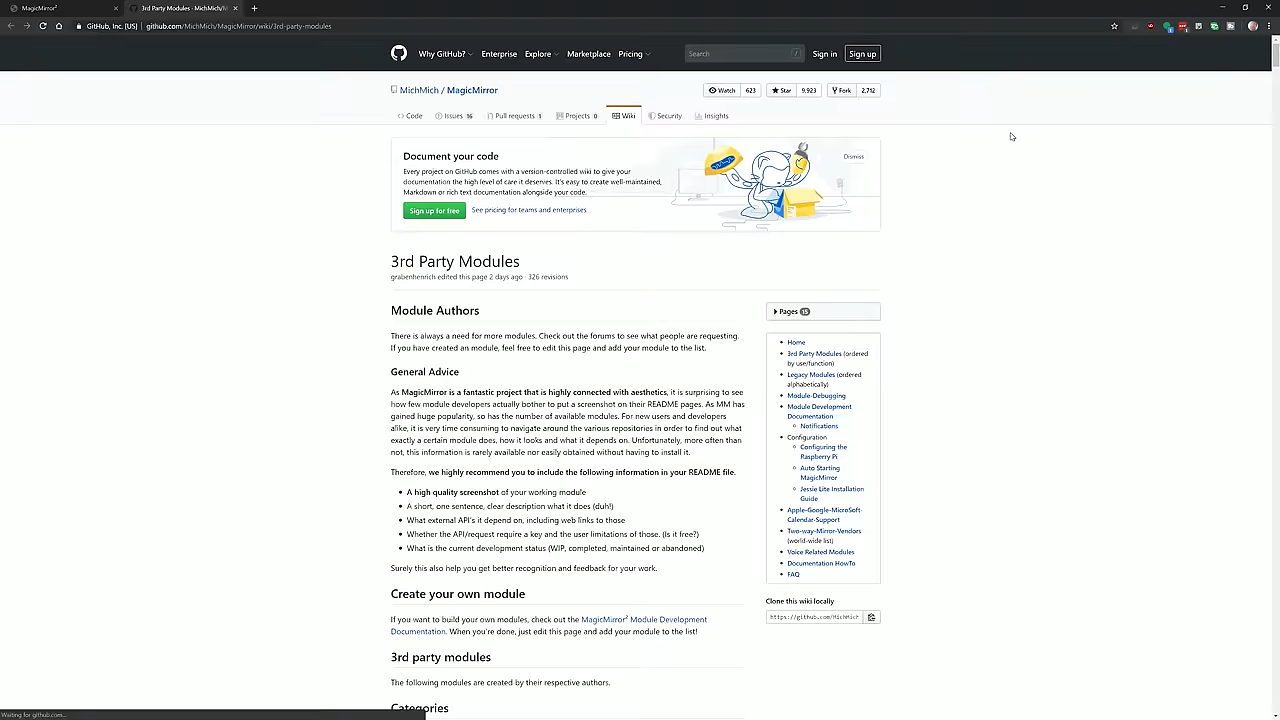 MagicMirror²
3rd Party Modules · MichMich/M
GitHub, Inc. [US] | github.com/MichMich/MagicMirror/wiki/3rd-party-modules
Why GitHub? Enterprise Explore Marketplace Pricing Search / Sign in Sign up
MichMich / MagicMirror
Watch 623 Star 9,923 Fork 2,712
Code Issues 16 Pull requests 1 Projects 0 Wiki Security Insights
Document your code
Dismiss
Every project on GitHub comes with a version-controlled wiki to give your
documentation the high level of care it deserves. It's easy to create well-maintained,
Markdown or rich text documentation alongside your code.
Sign up for free See pricing for teams and enterprises
3rd Party Modules
grabenhenrich edited this page 2 days ago · 326 revisions
Module Authors
There is always a need for more modules. Check out the forums to see what people are requesting.
If you have created an module, feel free to edit this page and add your module to the list.
General Advice
As MagicMirror is a fantastic project that is highly connected with aesthetics, it is surprising to see
how few module developers actually bother to put a screenshot on their README pages. As MM has
gained huge popularity, so has the number of available modules. For new users and developers
alike, it is very time consuming to navigate around the various repositories in order to find out what
exactly a certain module does, how it looks and what it depends on. Unfortunately, more often than
not, this information is rarely available nor easily obtained without having to install it.
Therefore, we highly recommend you to include the following information in your README file.
• A high quality screenshot of your working module
• A short, one sentence, clear description what it does (duh!)
• What external API's it depend on, including web links to those
• Whether the API/request require a key and the user limitations of those. (Is it free?)
• What is the current development status (WIP, completed, maintained or abandoned)
Surely this also help you get better recognition and feedback for your work.
Create your own module
If you want to build your own modules, check out the MagicMirror² Module Development
Documentation. When you're done, just edit this page and add your module to the list!
3rd party modules
The following modules are created by their respective authors.
Categories
Pages 15
Home
3rd Party Modules (ordered
by use/function)
Legacy Modules (ordered
alphabetically)
Module-Debugging
Module Development
Documentation
Notifications
Configuration
Configuring the
Raspberry Pi
Auto Starting
MagicMirror
Jessie Lite Installation
Guide
Apple-Google-MicroSoft-
Calendar-Support
Two-way-Mirror-Vendors
(world-wide list)
Voice Related Modules
Documentation HowTo
FAQ
Clone this wiki locally
https://github.com/MichMich
Waiting for github.com...